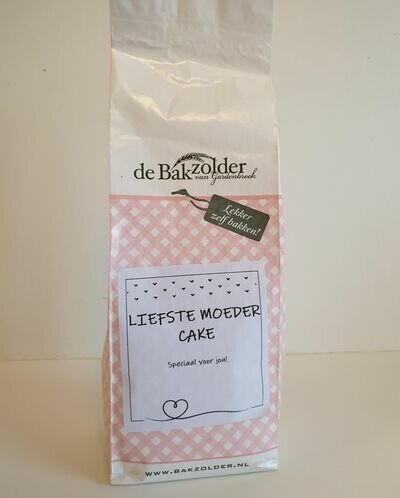 de Bakzolder
van Gardenbroek
Lekker
zelf bakken!
LIEFSTE MOEDER
CAKE
Speciaal voor jou!
WWW.BAKZOLDER.NL